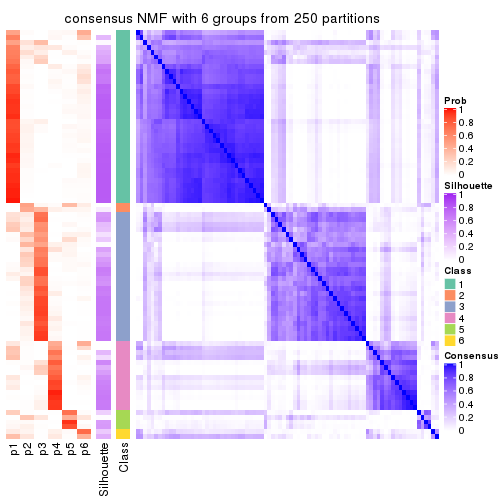 consensus NMF with 6 groups from 250 partitions
Prob
1
0.8
0.6
0.4
0.2
0
Silhouette
1
0.8
0.6
0.4
0.2
0
Class
1
2
3
4
5
6
Consensus
1
0.8
0.6
0.4
0.2
0
p1
p2
p3
p4
p5
p6
Silhouette
Class